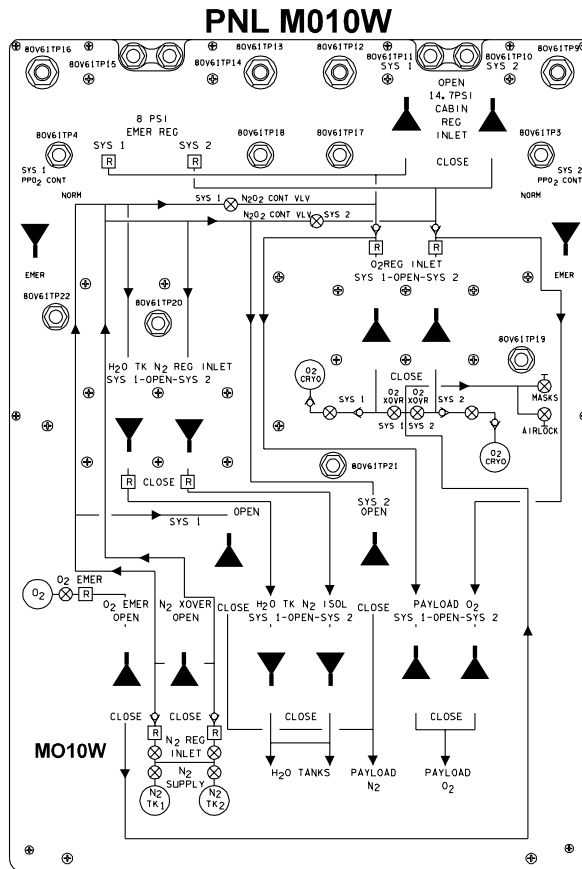 PNL M010W
80V61TP16
80V61TP15
80V61TP13
80V61TP14
80V61TP12
80V61TP11
SYS 1
80V61TP10
SYS 2
80V61TP9
OPEN
14.7PSI
CABIN
REG
INLET
CLOSE
8 PSI
EMER REG
SYS 1
SYS 2
R
R
80V61TP4
80V61TP18
80V61TP17
80V61TP3
SYS 1
PPO2 CONT
SYS 2
PPO2 CONT
NORM
NORM
SYS 1 N2O2 CONT VLV
N2O2 CONT VLV SYS 2
EMER
EMER
R
R
O2REG INLET
SYS 1-OPEN-SYS 2
80V61TP22
80V61TP20
80V61TP19
H2O TK N2 REG INLET
SYS 1-OPEN-SYS 2
O2
CRYO
CLOSE
SYS 1
O2
XOVR
O2
XOVR
SYS 2
SYS 1
SYS 2
MASKS
AIRLOCK
O2
CRYO
80V61TP21
R
CLOSE
R
SYS 1
OPEN
SYS 2
OPEN
O2
O2 EMER
R
O2 EMER
OPEN
N2 XOVER
OPEN
CLOSE
H2O TK N2 ISOL
SYS 1-OPEN-SYS 2
CLOSE
PAYLOAD O2
SYS 1-OPEN-SYS 2
CLOSE
CLOSE
CLOSE
CLOSE
R
R
MO10W
N2 REG
INLET
N2
SUPPLY
N2
TK1
N2
TK2
H2O TANKS
PAYLOAD
N2
PAYLOAD
O2